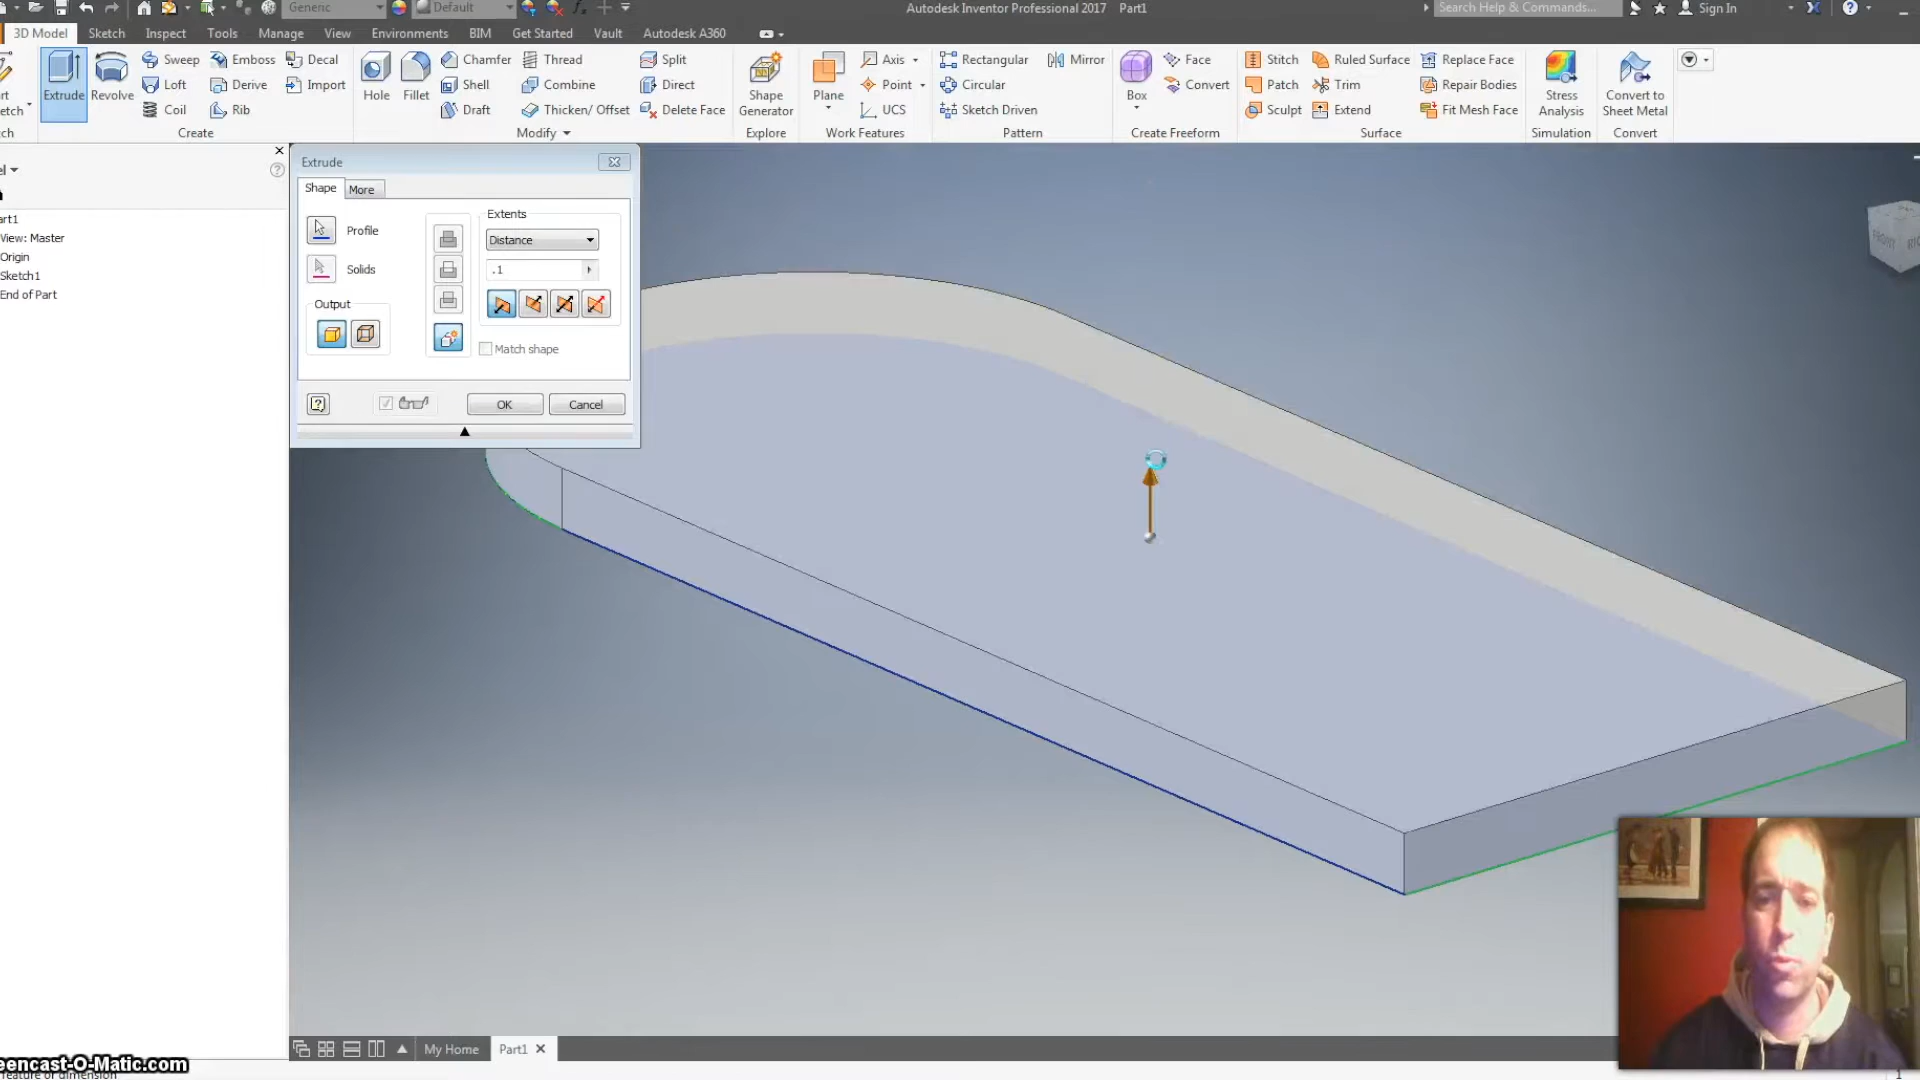 Generic Default Autodesk Inventor Professional 2017 Part1 Search Help & Commands... Sign In
3D Model Sketch Inspect Tools Manage View Environments BIM Get Started Vault Autodesk A360
Extrude Revolve Sweep Emboss Decal Hole Fillet Chamfer Thread Split Shape Generator Plane Axis Rectangular Mirror Box Face Stitch Ruled Surface Replace Face Stress Analysis Convert to Sheet Metal
Loft Derive Import Shell Combine Direct Point Circular Convert Patch Trim Repair Bodies
Coil Rib Draft Thicken/ Offset Delete Face UCS Sketch Driven Sculpt Extend Fit Mesh Face
Create Modify Explore Work Features Pattern Create Freeform Surface Simulation Convert
Extrude
Shape More
Profile
Solids
Output
Extents
Distance
.1
Match shape
OK Cancel
View: Master
Origin
Sketch1
End of Part
FRONT
My Home Part1
eencast-O-Matic.com
feature or dimension
1